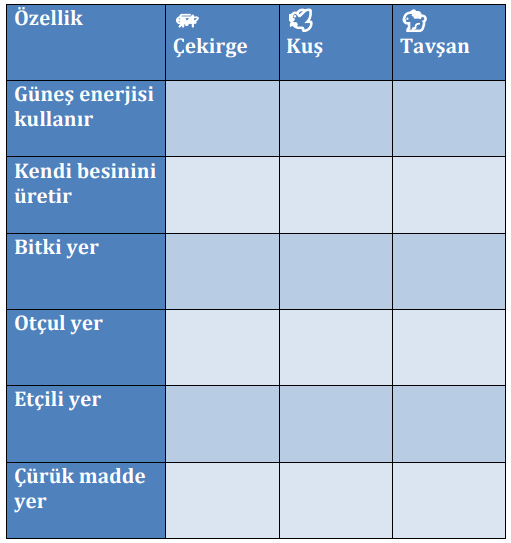 Özellik
Çekirge
Kuş
Tavşan
Güneş enerjisi
kullanır
Kendi besinini
üretir
Bitki yer
Otçul yer
Etçili yer
Çürük madde
yer